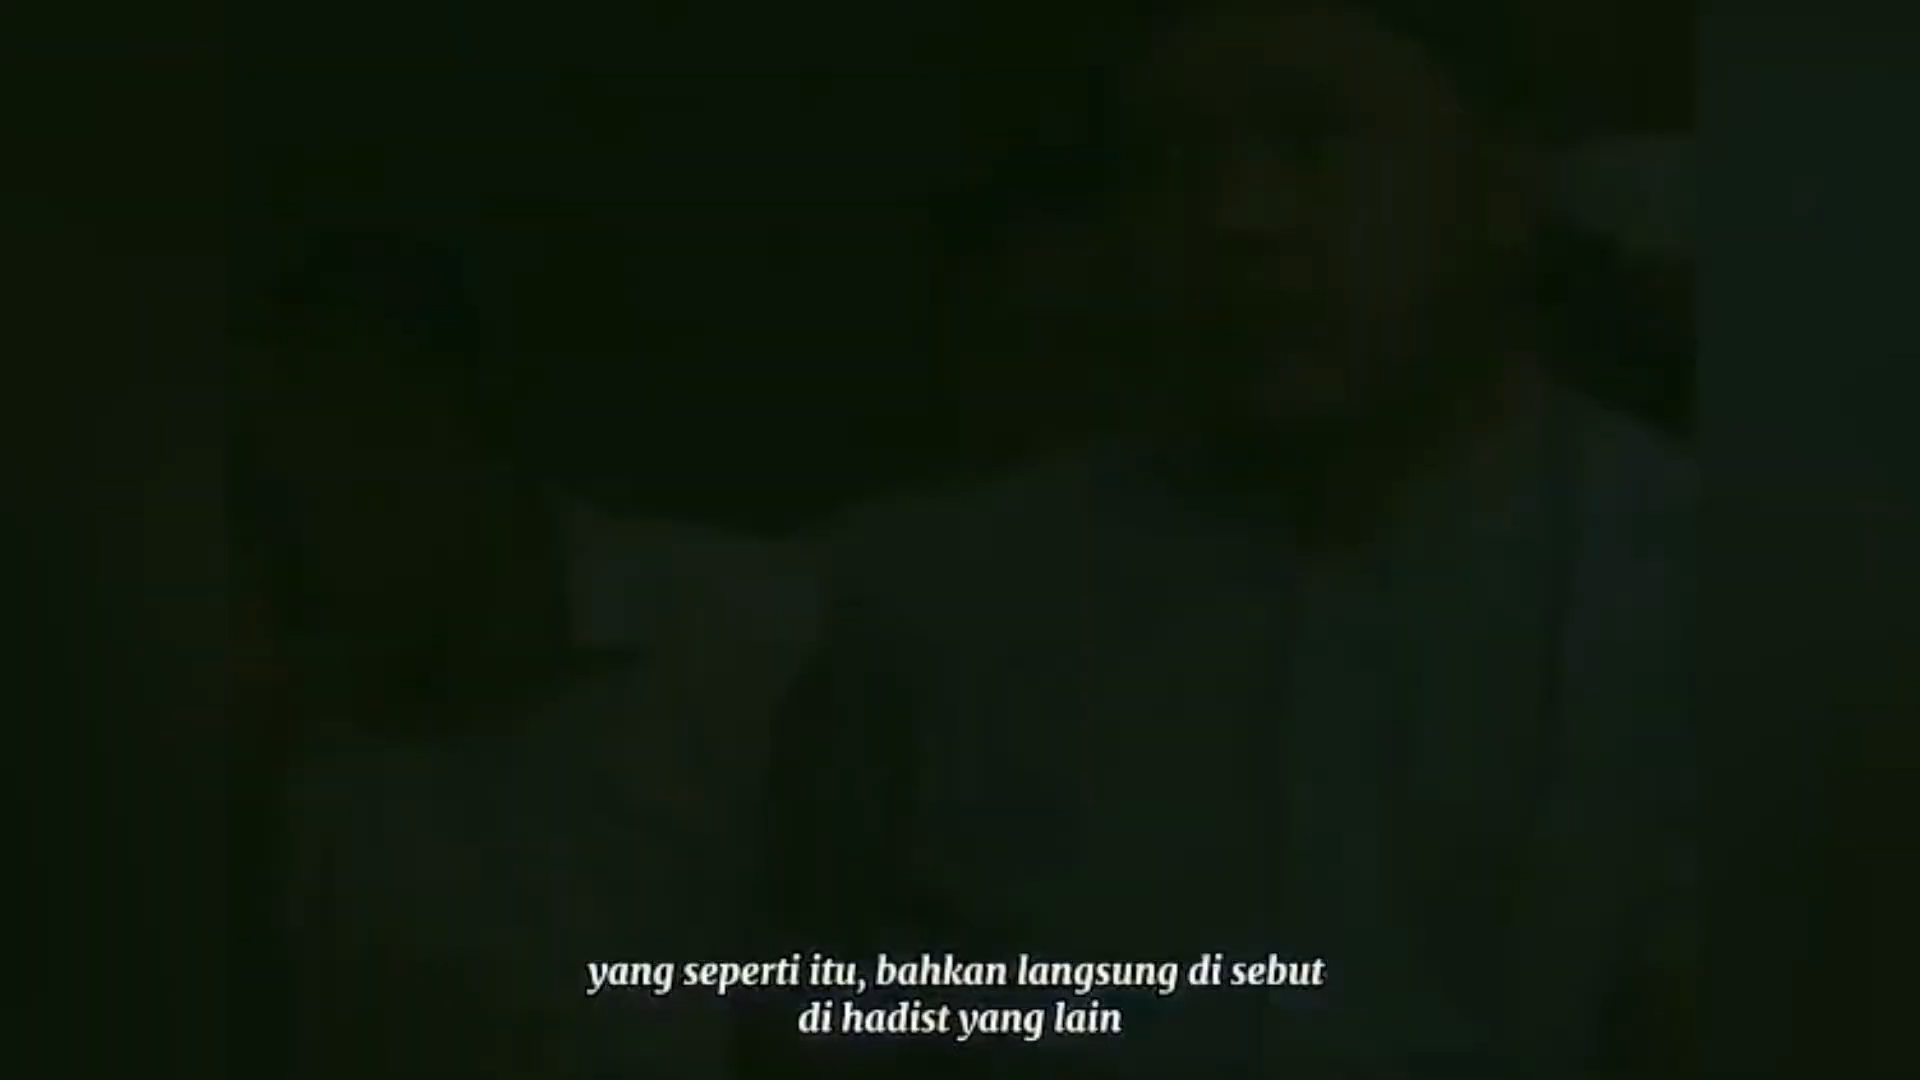 yang seperti itu, bahkan langsung di sebut
di hadist yang lain